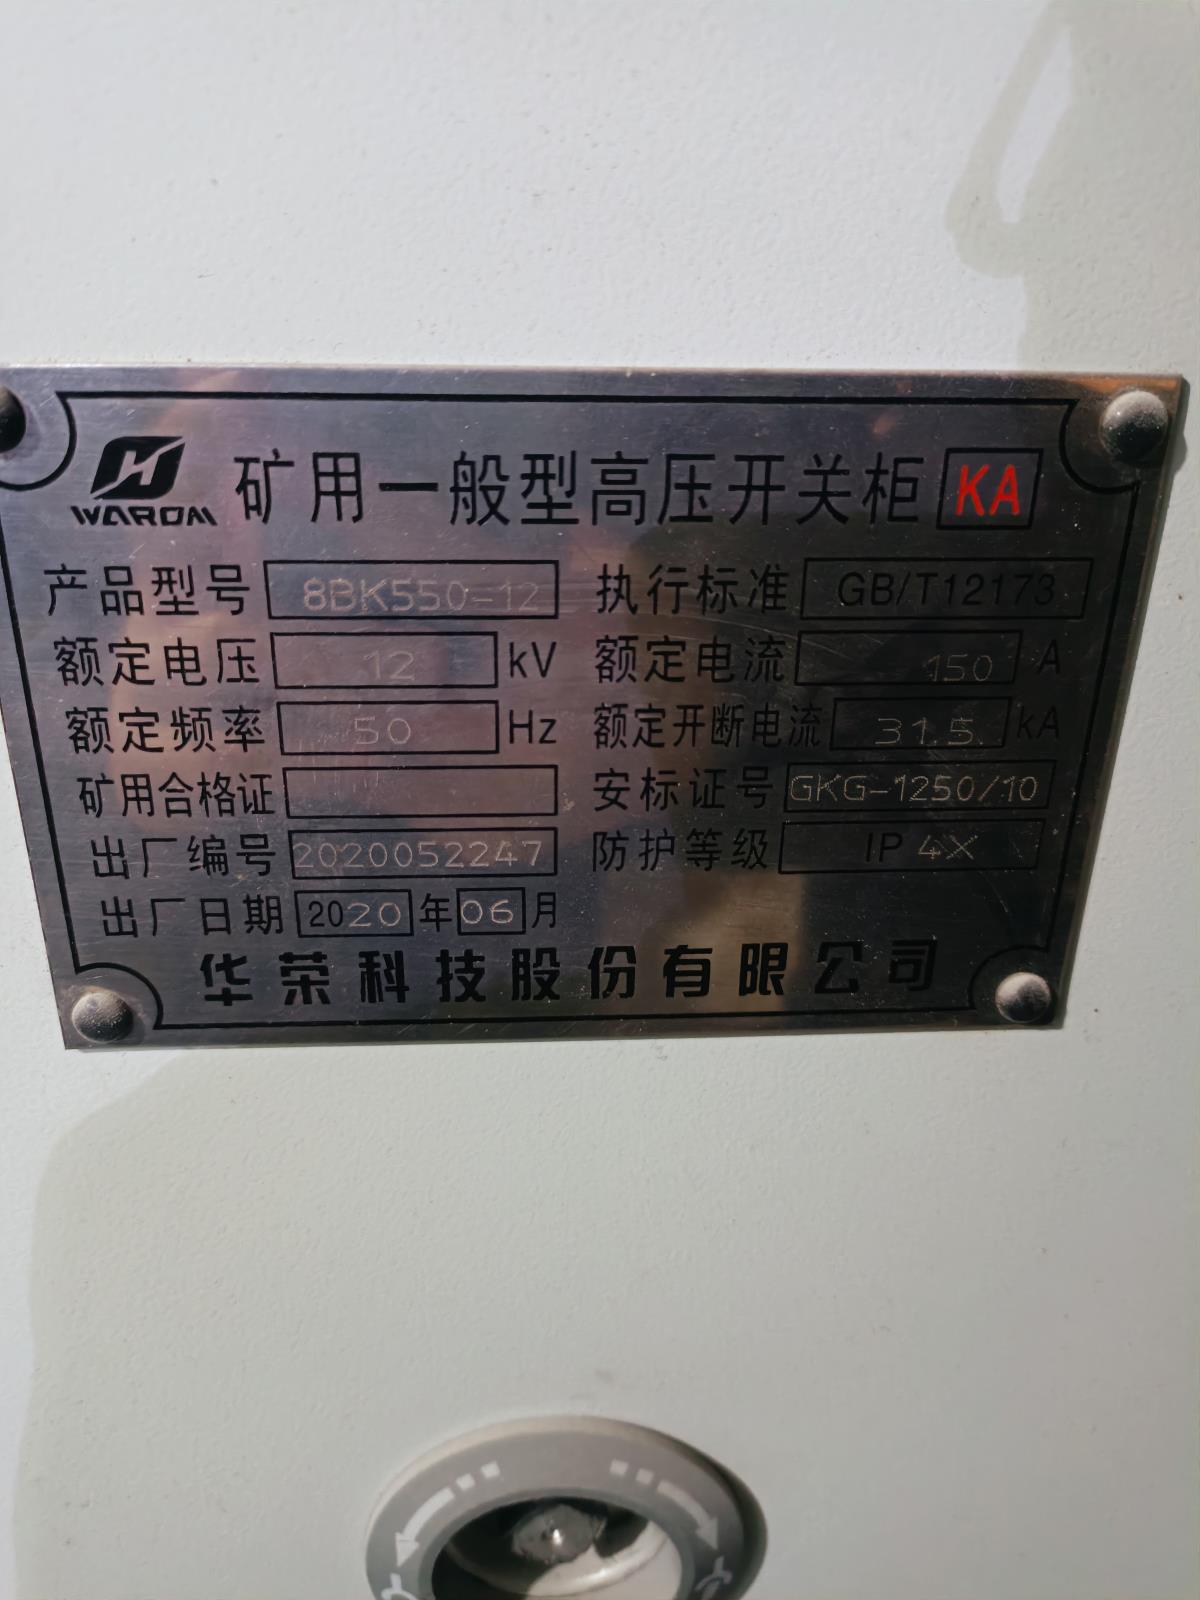 WAROM 矿用一般型高压开关柜 KA
产品型号 8BK550-12 执行标准 GB/T12173
额定电压 12 kV 额定电流 150 A
额定频率 50 Hz 额定开断电流 31.5 kA
矿用合格证 安标证号 GKG-1250/10
出厂编号 2020052247 防护等级 IP 4X
出厂日期 2020 年 06 月
华荣科技股份有限公司